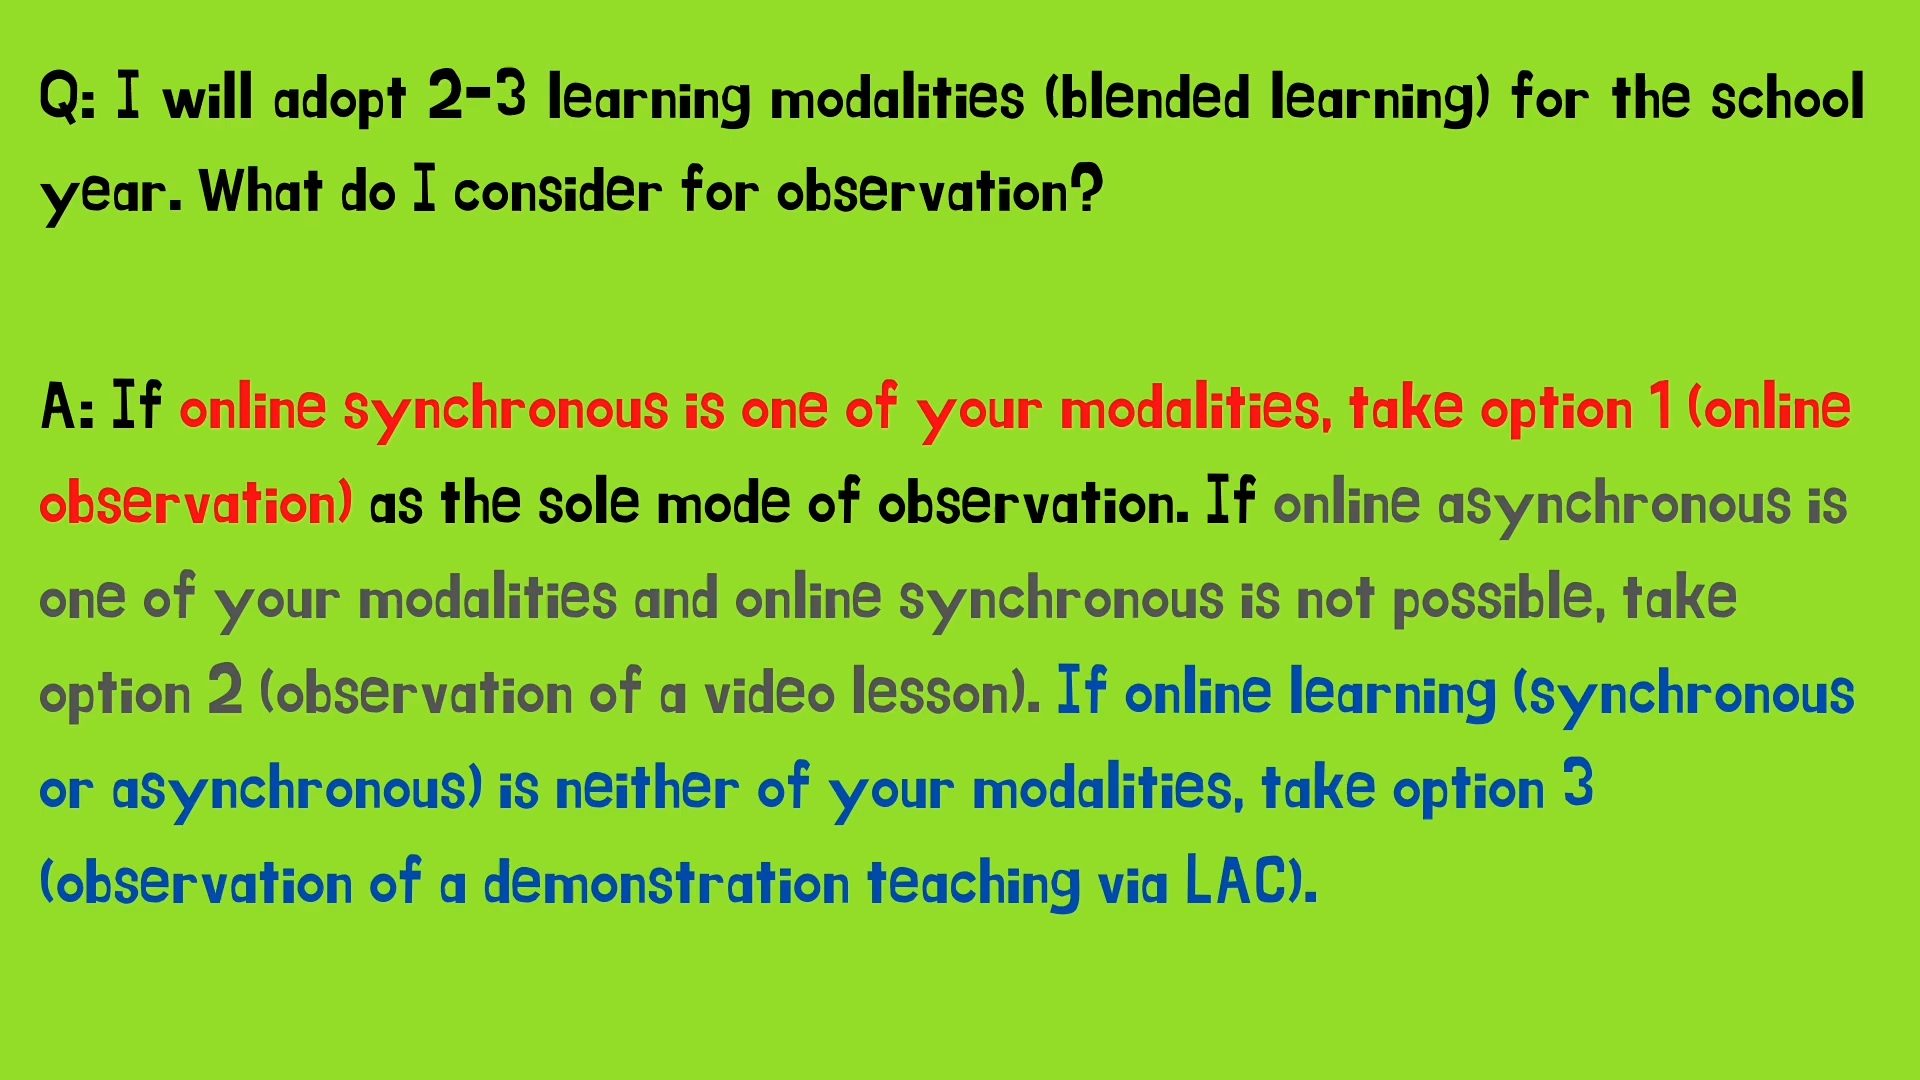 Q: I will adopt 2-3 learning modalities (blended learning) for the school
year. What do I consider for observation?
A: If online synchronous is one of your modalities, take option 1 (online
observation) as the sole mode of observation. If online asynchronous is
one of your modalities and online synchronous is not possible, take
option 2 (observation of a video lesson). If online learning (synchronous
or asynchronous) is neither of your modalities, take option 3
(observation of a demonstration teaching via LAC).